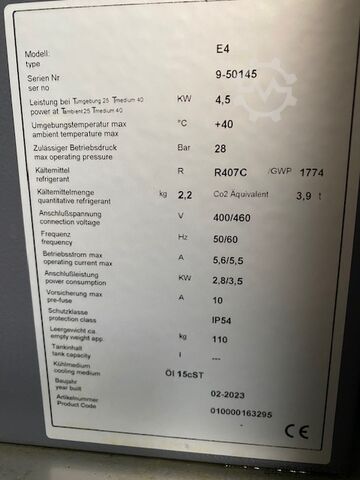 Modell: E4
type
Serien Nr 9-50145
ser no
Leistung bei Tumgebung 25 Tmedium 40 KW 4,5
power at Tambient 25 Tmedium 40
Umgebungstemperatur max °C +40
ambient temperature max
Zulässiger Betriebsdruck Bar 28
max operating pressure
Kältemittel R R407C /GWP 1774
refrigerant
Kältemittelmenge kg 2,2 Co2 Äquivalent 3,9 t
quantitative refrigerant
Anschlußspannung V 400/460
connection voltage
Frequenz Hz 50/60
frequency
Betriebsstrom max A 5,6/5,5
operating current max
Anschlußleistung KW 2,8/3,5
power consumption
Vorsicherung max A 10
pre-fuse
Schutzklasse IP54
protection class
Leergewicht ca. kg 110
empty weight app.
Tankinhalt l ---
tank capacity
Kühlmedium Öl 15cST
cooling medium
Baujahr 02-2023
year built
Artikelnummer 010000163295
Product Code
CE